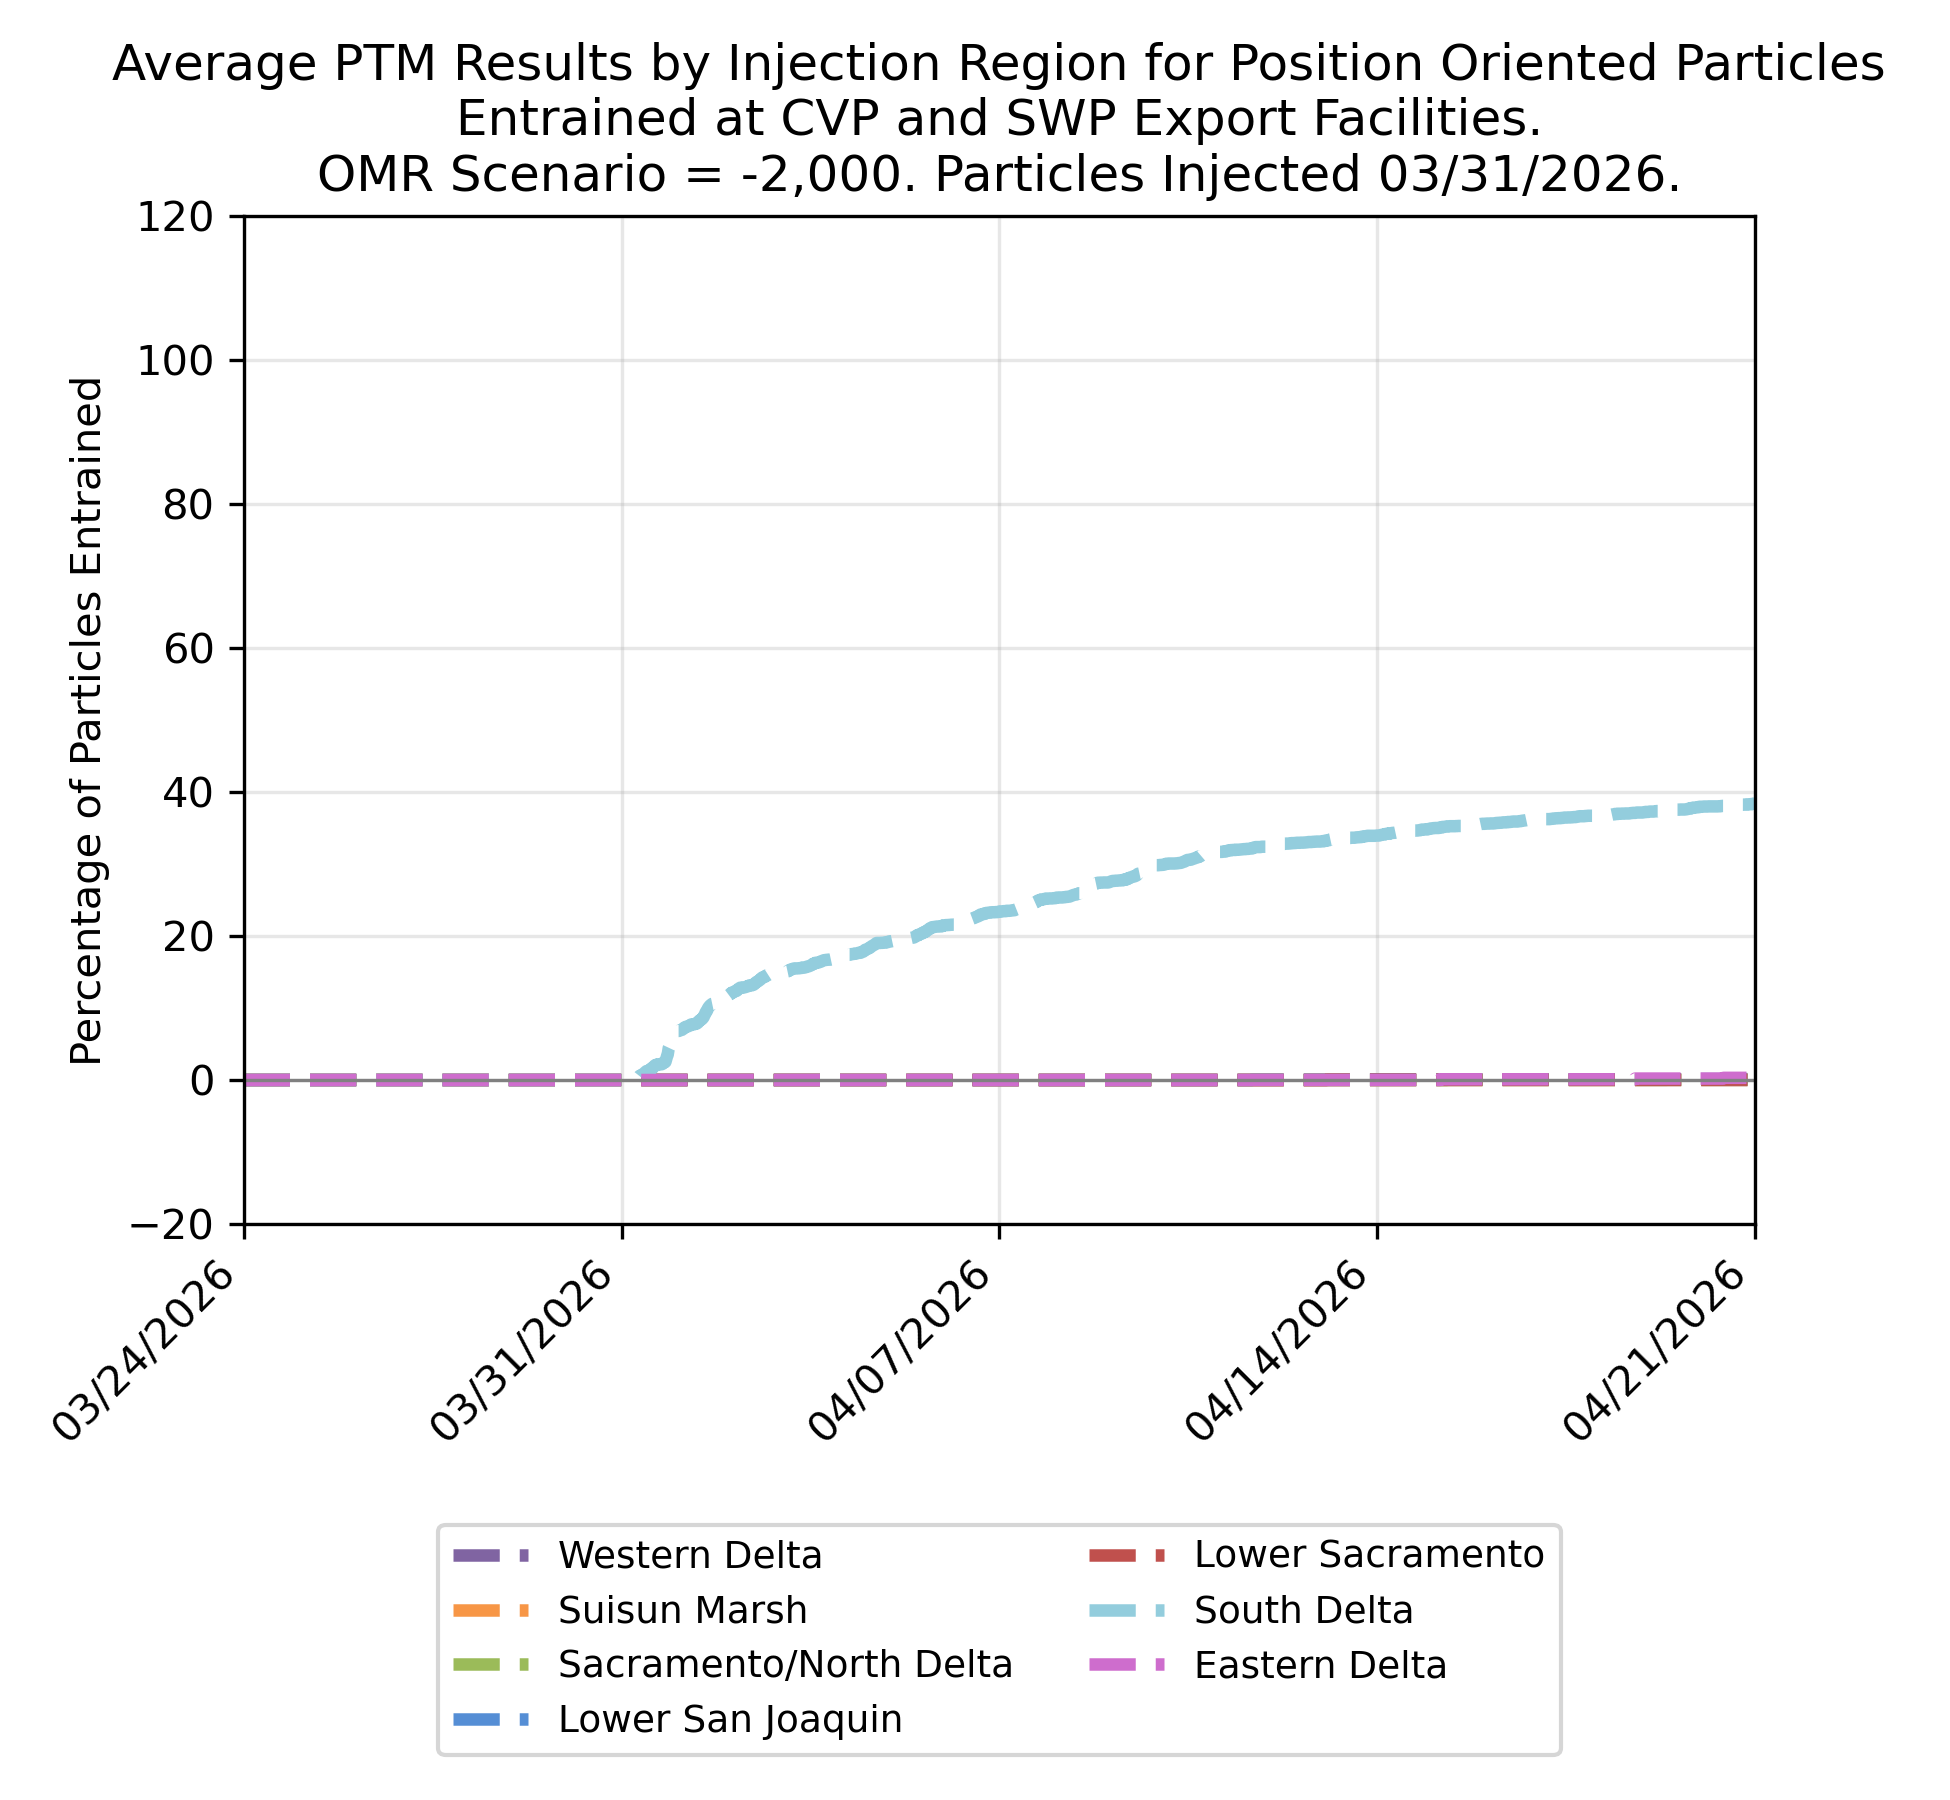 Average PTM Results by Injection Region for Position Oriented Particles
Entrained at CVP and SWP Export Facilities.
OMR Scenario = -2,000. Particles Injected 03/31/2026.
Percentage of Particles Entrained
120
100
80
60
40
20
0
−20
03/24/2026
03/31/2026
04/07/2026
04/14/2026
04/21/2026
Western Delta
Suisun Marsh
Sacramento/North Delta
Lower San Joaquin
Lower Sacramento
South Delta
Eastern Delta